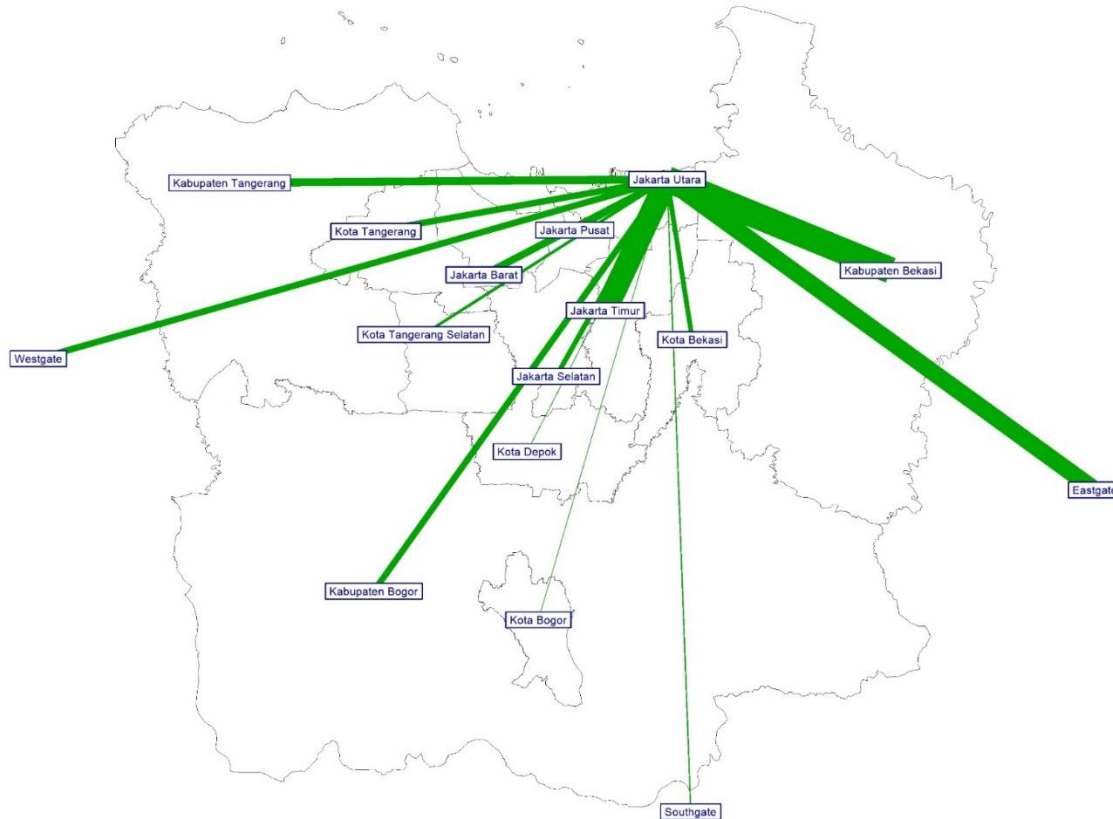 Jakarta Utara
Kabupaten Tangerang
Kota Tangerang
Jakarta Pusat
Jakarta Barat
Kabupaten Bekasi
Jakarta Timur
Kota Tangerang Selatan
Kota Bekasi
Westgate
Jakarta Selatan
Kota Depok
Eastgate
Kabupaten Bogor
Kota Bogor
Southgate